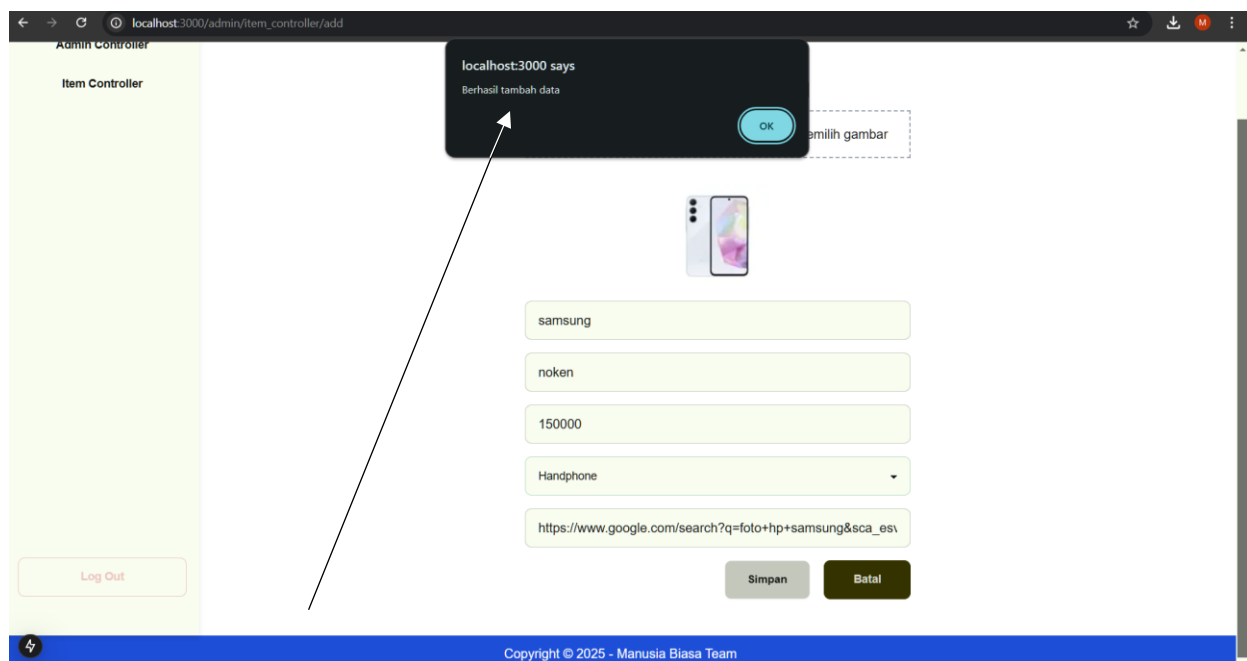 localhost:3000/admin/item_controller/add
M
Admin Controller
Item Controller
localhost:3000 says
Berhasil tambah data
OK
emilih gambar
samsung
noken
150000
Handphone
https://www.google.com/search?q=foto+hp+samsung&sca_es
Simpan
Batal
Log Out
Copyright © 2025 - Manusia Biasa Team